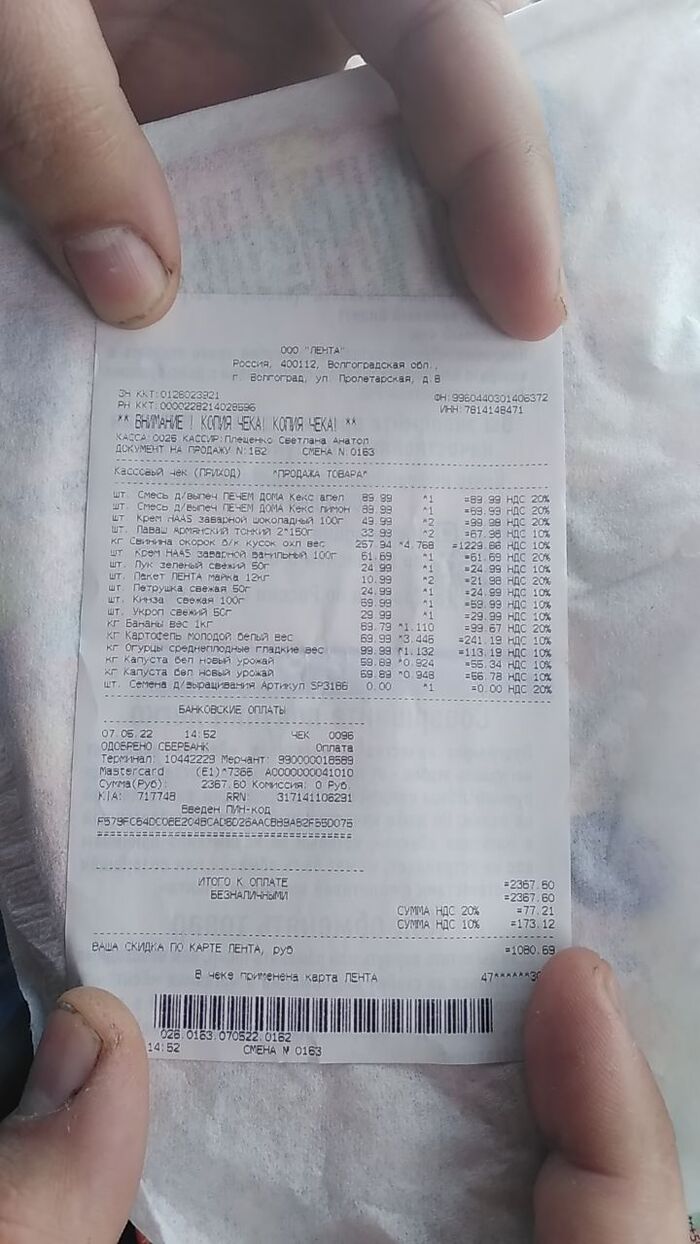 ООО "ЛЕНТА"
Россия, 400112, Волгоградская обл.,
г. Волгоград, ул. Пролетарская, д.8
ЗН ККТ:0128023921 ФН:9960440301406372
РН ККТ:0000228214028596 ИНН:7814148471
** ВНИМАНИЕ ! КОПИЯ ЧЕКА! КОПИЯ ЧЕКА! **
КАССА:0026 КАССИР:Плещенко Светлана Анатол
ДОКУМЕНТ НА ПРОДАЖУ N:162 СМЕНА N:0163
Кассовый чек (ПРИХОД) *ПРОДАЖА ТОВАРА*
шт. Смесь д/выпеч ПЕЧЕМ ДОМА Кекс апел 89.99 *1 =89.99 НДС 20%
шт. Смесь д/выпеч ПЕЧЕМ ДОМА Кекс лимон 89.99 *1 =89.99 НДС 20%
шт. Крем HAAS заварной шоколадный 100г 49.99 *2 =99.98 НДС 20%
шт. Лаваш Армянский тонкий 2*150г 33.99 *2 =67.98 НДС 10%
кг Свинина окорок б/к кусок охл вес 257.94 *4.768 =1229.86 НДС 10%
шт. Крем HAAS заварной ванильный 100г 61.69 *1 =61.69 НДС 20%
шт. Лук зеленый свежий 50г 24.99 *1 =24.99 НДС 10%
шт. Пакет ЛЕНТА майка 12кг 10.99 *2 =21.98 НДС 20%
шт. Петрушка свежая 50г 24.99 *1 =24.99 НДС 10%
шт. Кинза свежая 100г 69.99 *1 =69.99 НДС 10%
шт. Укроп свежий 50г 29.99 *1 =29.99 НДС 10%
кг Бананы вес 1кг *1.110 НДС 20%
кг Картофель молодой белый вес 69.99 *3.446 =241.19 НДС 10%
кг Огурцы среднеплодные гладкие вес 99.99 *1.132 =113.19 НДС 10%
кг Капуста бел новый урожай 59.89 *0.924 =55.34 НДС 10%
кг Капуста бел новый урожай 59.89 *0.948 =56.78 НДС 10%
шт. Семена д/выращивания Артикул SP3186 0.00 *1 =0.00 НДС 20%
БАНКОВСКИЕ ОПЛАТЫ
07.05.22 14:52 ЧЕК 0096
ОДОБРЕНО СБЕРБАНК Оплата
Терминал: 10442229 Мерчант: 990000018589
Mastercard (E1)*7366 A0000000041010
Сумма(Руб): 2367.60 Комиссия: 0 Руб.
К/А: 717748 RRN: 317141106291
Введен ПИН-код
ИТОГО К ОПЛАТЕ =2367.60
БЕЗНАЛИЧНЫМИ =2367.60
СУММА НДС 20% =77.21
СУММА НДС 10% =173.12
ВАША СКИДКА ПО КАРТЕ ЛЕНТА, руб =1080.69
В чеке применена карта ЛЕНТА
026.0163.070522.0162
14:52 СМЕНА № 0163